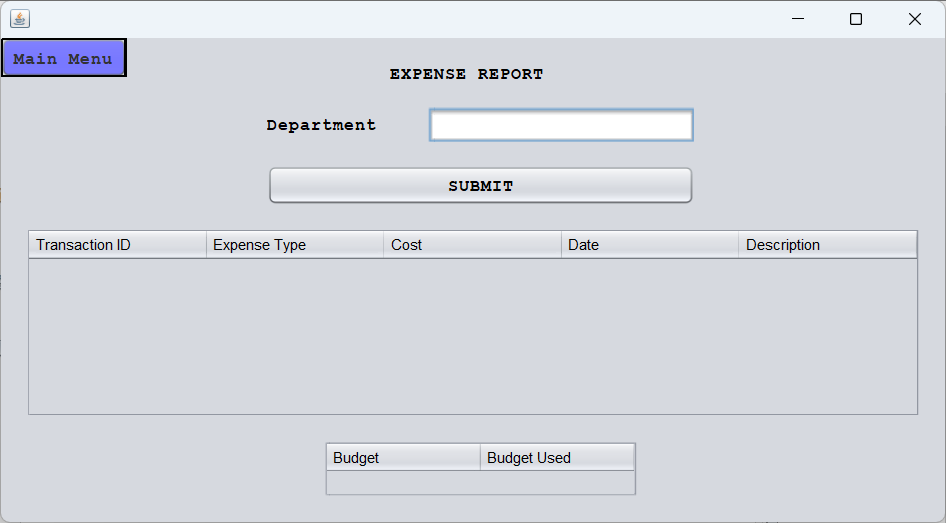 Main Menu
EXPENSE REPORT
Department
SUBMIT
Transaction ID Expense Type Cost Date Description
Budget Budget Used